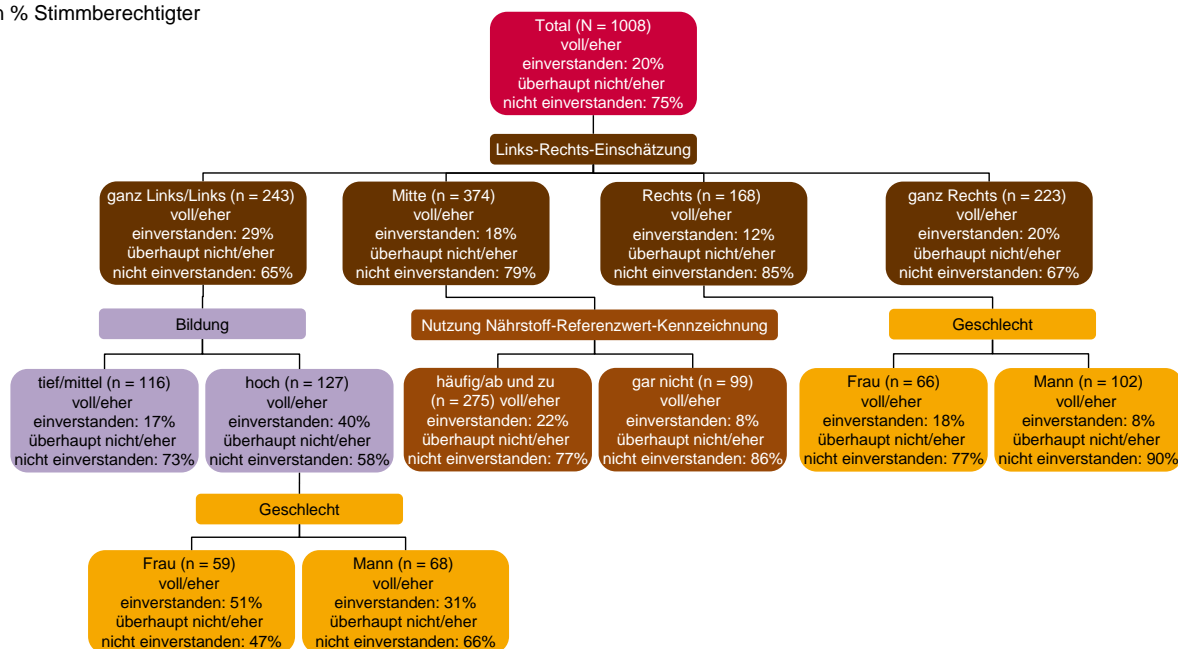 % Stimmberechtigter
Total (N = 1008)
voll/eher
einverstanden: 20%
überhaupt nicht/eher
nicht einverstanden: 75%
Links-Rechts-Einschätzung
ganz Links/Links (n = 243)
voll/eher
einverstanden: 29%
überhaupt nicht/eher
nicht einverstanden: 65%
Mitte (n = 374)
voll/eher
einverstanden: 18%
überhaupt nicht/eher
nicht einverstanden: 79%
Rechts (n = 168)
voll/eher
einverstanden: 12%
überhaupt nicht/eher
nicht einverstanden: 85%
ganz Rechts (n = 223)
voll/eher
einverstanden: 20%
überhaupt nicht/eher
nicht einverstanden: 67%
Bildung
Nutzung Nährstoff-Referenzwert-Kennzeichnung
Geschlecht
tief/mittel (n = 116)
voll/eher
einverstanden: 17%
überhaupt nicht/eher
nicht einverstanden: 73%
hoch (n = 127)
voll/eher
einverstanden: 40%
überhaupt nicht/eher
nicht einverstanden: 58%
häufig/ab und zu
(n = 275) voll/eher
einverstanden: 22%
überhaupt nicht/eher
nicht einverstanden: 77%
gar nicht (n = 99)
voll/eher
einverstanden: 8%
überhaupt nicht/eher
nicht einverstanden: 86%
Frau (n = 66)
voll/eher
einverstanden: 18%
überhaupt nicht/eher
nicht einverstanden: 77%
Mann (n = 102)
voll/eher
einverstanden: 8%
überhaupt nicht/eher
nicht einverstanden: 90%
Geschlecht
Frau (n = 59)
voll/eher
einverstanden: 51%
überhaupt nicht/eher
nicht einverstanden: 47%
Mann (n = 68)
voll/eher
einverstanden: 31%
überhaupt nicht/eher
nicht einverstanden: 66%